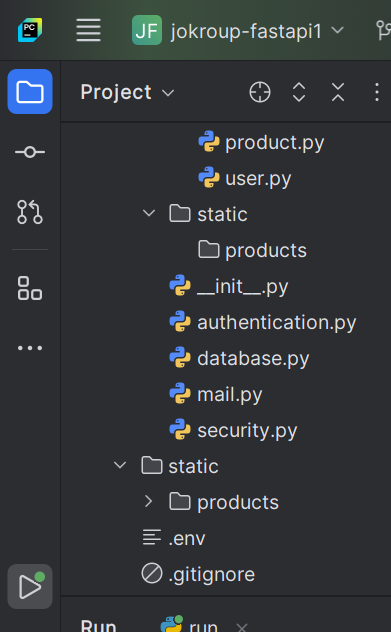 PC
JF jokroup-fastapi1
Project
product.py
user.py
static
products
__init__.py
authentication.py
database.py
mail.py
security.py
static
products
.env
.gitignore
Run run